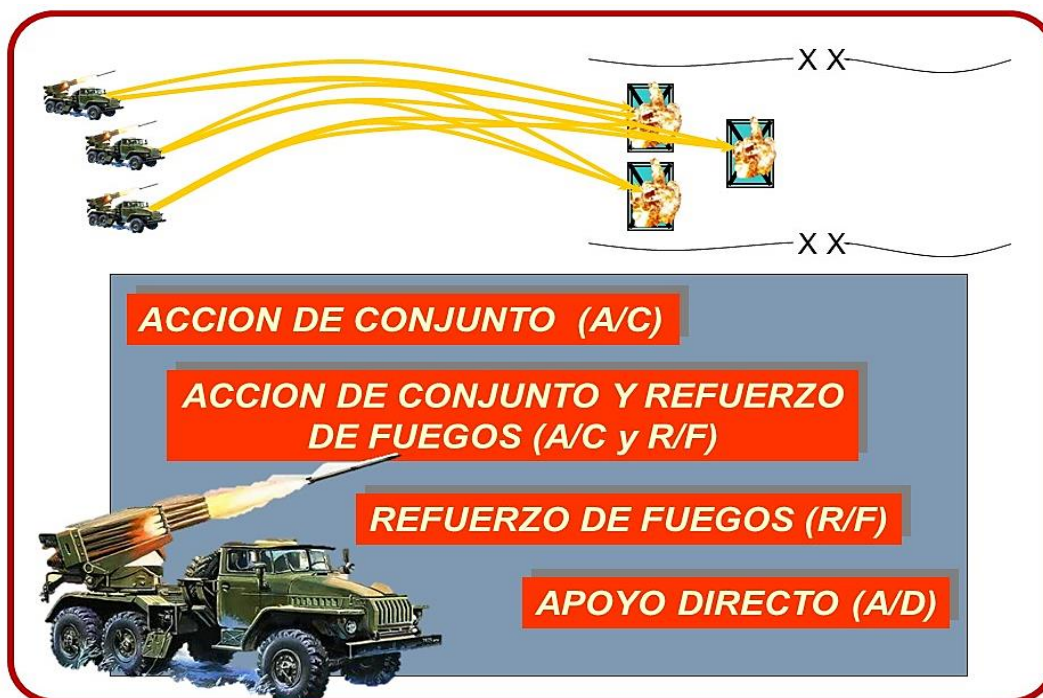 X X
X X
ACCION DE CONJUNTO (A/C)
ACCION DE CONJUNTO Y REFUERZO
DE FUEGOS (A/C y R/F)
REFUERZO DE FUEGOS (R/F)
APOYO DIRECTO (A/D)